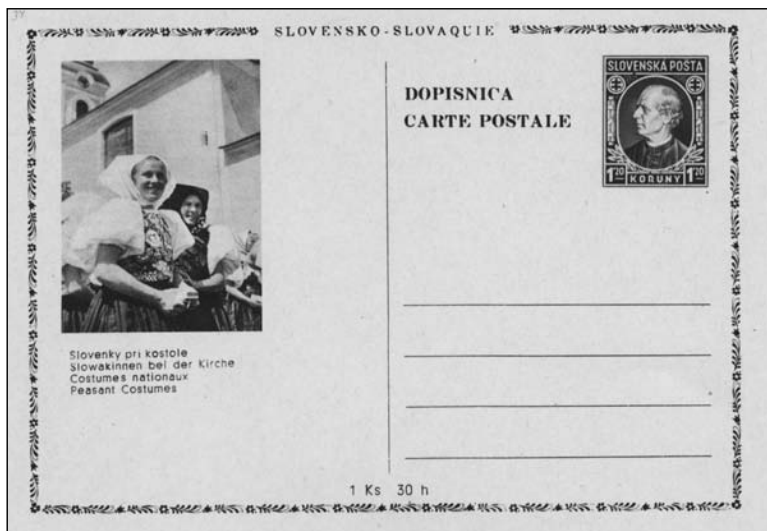 34
SLOVENSKO - SLOVAQUIE
SLOVENSKÁ POŠTA
1 20 KORUNY 1 20
DOPISNICA
CARTE POSTALE
Slovenky pri kostole
Slowakinnen bei der Kirche
Costumes nationaux
Peasant Costumes
1 Ks 30 h